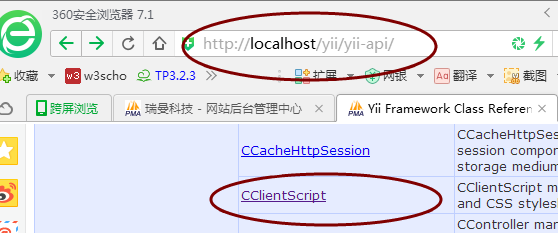 360安全浏览器 7.1
http://localhost/yii/yii-api/
收藏 w3scho TP3.2.3 扩展 网银 翻译
跨屏浏览 瑞曼科技 - 网站后台管理中心 Yii Framework Class Referen
CCacheHttpSession
CCacheHttpSes
session compo
storage medium
CClientScript
CClientScript m
and CSS styles
CController mar